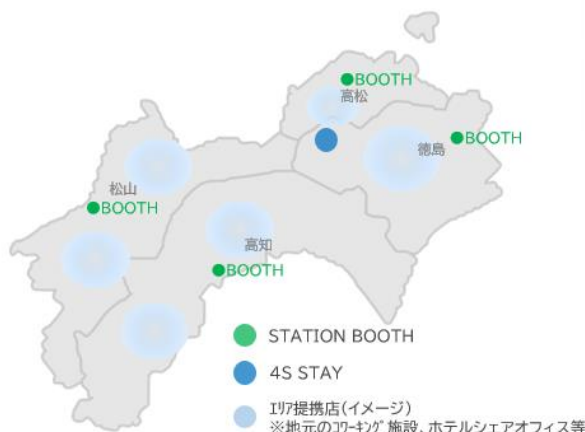 BOOTH
高松
BOOTH
徳島
松山
BOOTH
高知
BOOTH
STATION BOOTH
4S STAY
ｴﾘｱ提携店(イメージ)
※地元のｺﾜｰｷﾝｸﾞ施設、ホテルシェアオフィス等